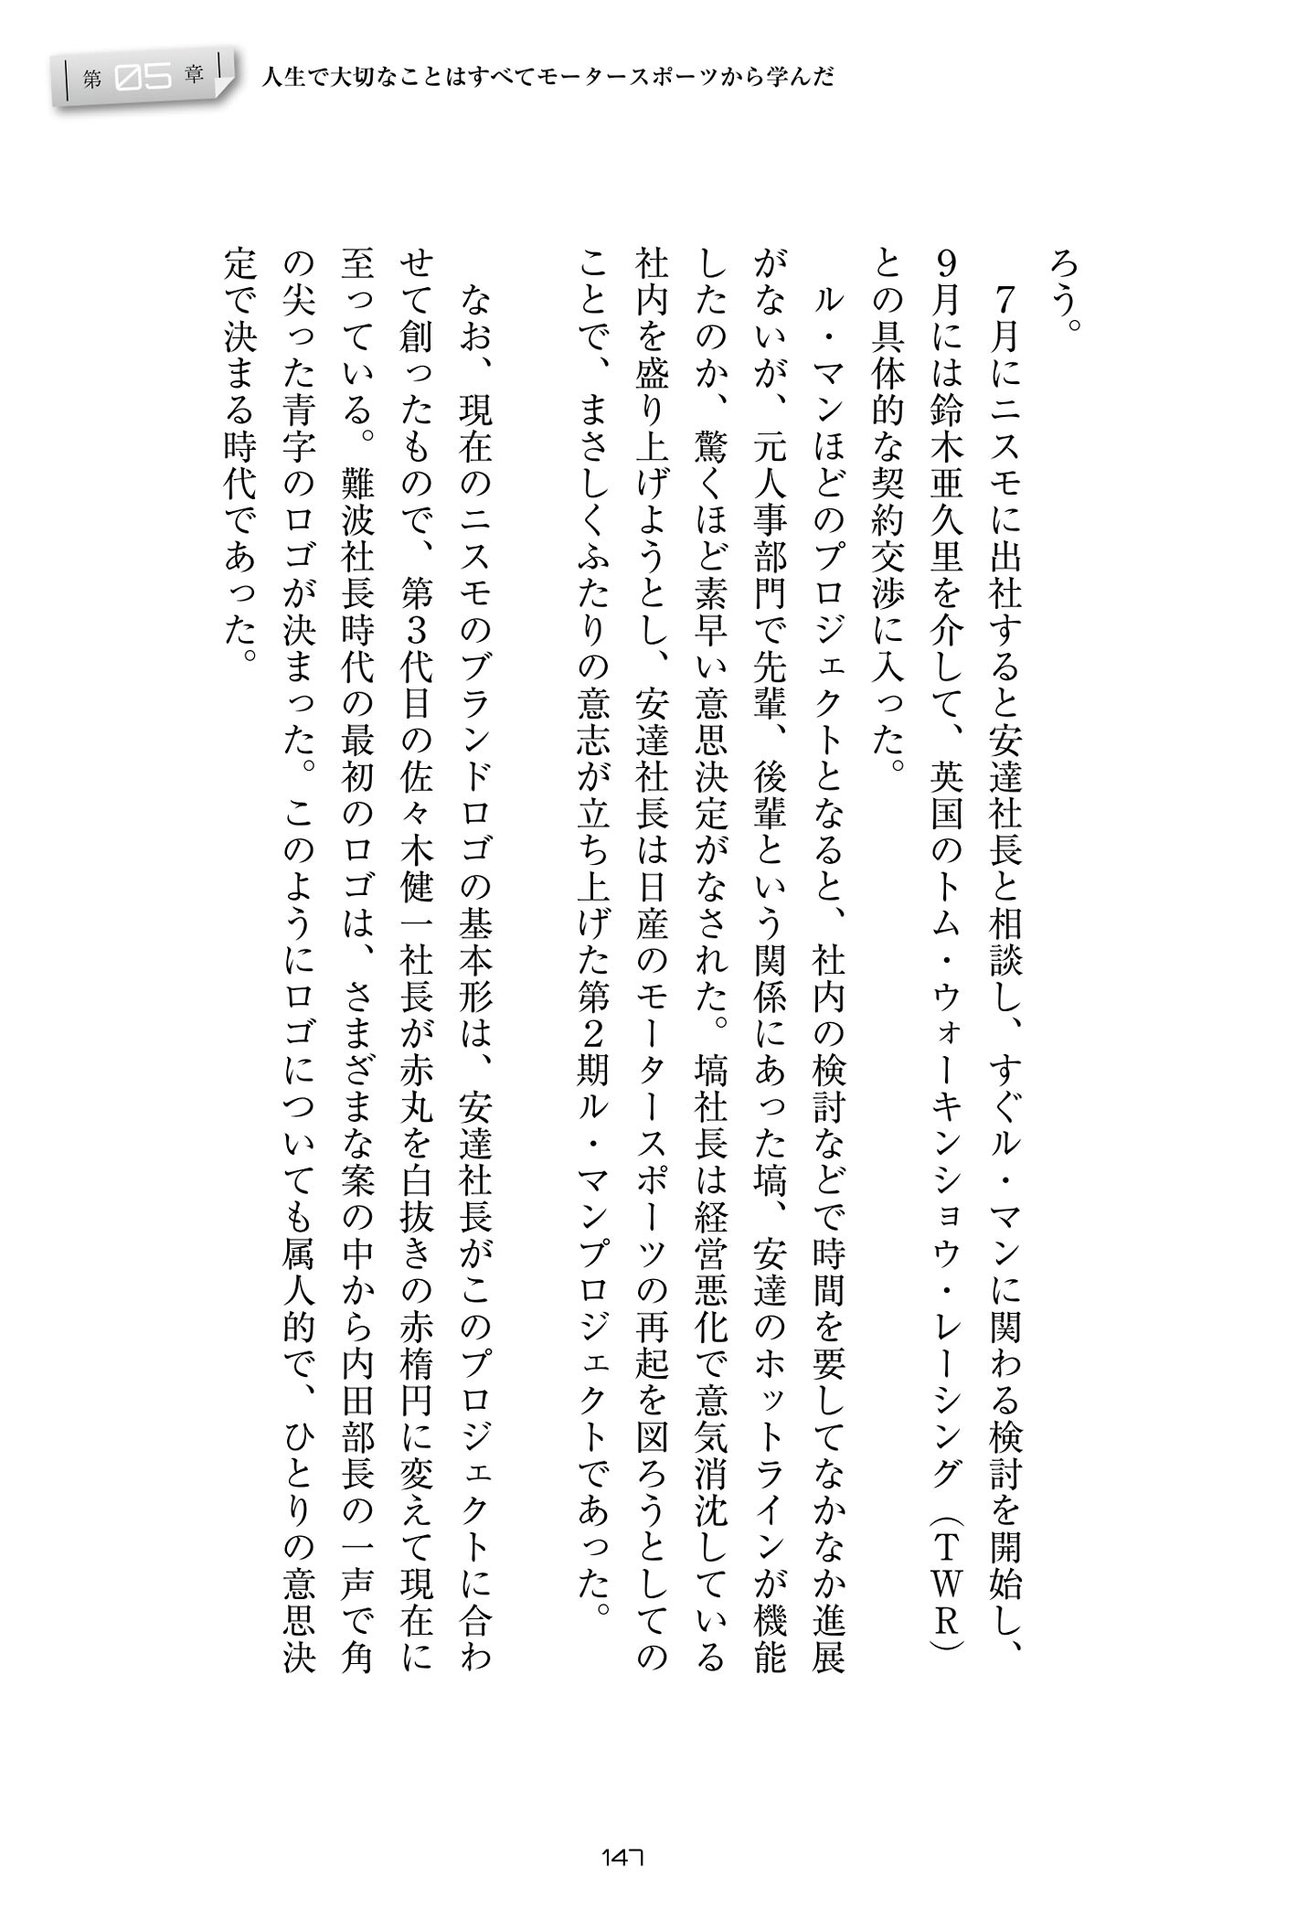 第05章 人生で大切なことはすべてモータースポーツから学んだ
ろう。
　７月にニスモに出社すると安達社長と相談し、すぐル・マンに関わる検討を開始し、
９月には鈴木亜久里を介して、英国のトム・ウォーキンショウ・レーシング（ＴＷＲ）
との具体的な契約交渉に入った。
　ル・マンほどのプロジェクトとなると、社内の検討などで時間を要してなかなか進展
がないが、元人事部門で先輩、後輩という関係にあった塙、安達のホットラインが機能
したのか、驚くほど素早い意思決定がなされた。塙社長は経営悪化で意気消沈している
社内を盛り上げようとし、安達社長は日産のモータースポーツの再起を図ろうとしての
ことで、まさしくふたりの意志が立ち上げた第２期ル・マンプロジェクトであった。
　なお、現在のニスモのブランドロゴの基本形は、安達社長がこのプロジェクトに合わ
せて創ったもので、第３代目の佐々木健一社長が赤丸を白抜きの赤楕円に変えて現在に
至っている。難波社長時代の最初のロゴは、さまざまな案の中から内田部長の一声で角
の尖った青字のロゴが決まった。このようにロゴについても属人的で、ひとりの意思決
定で決まる時代であった。
147